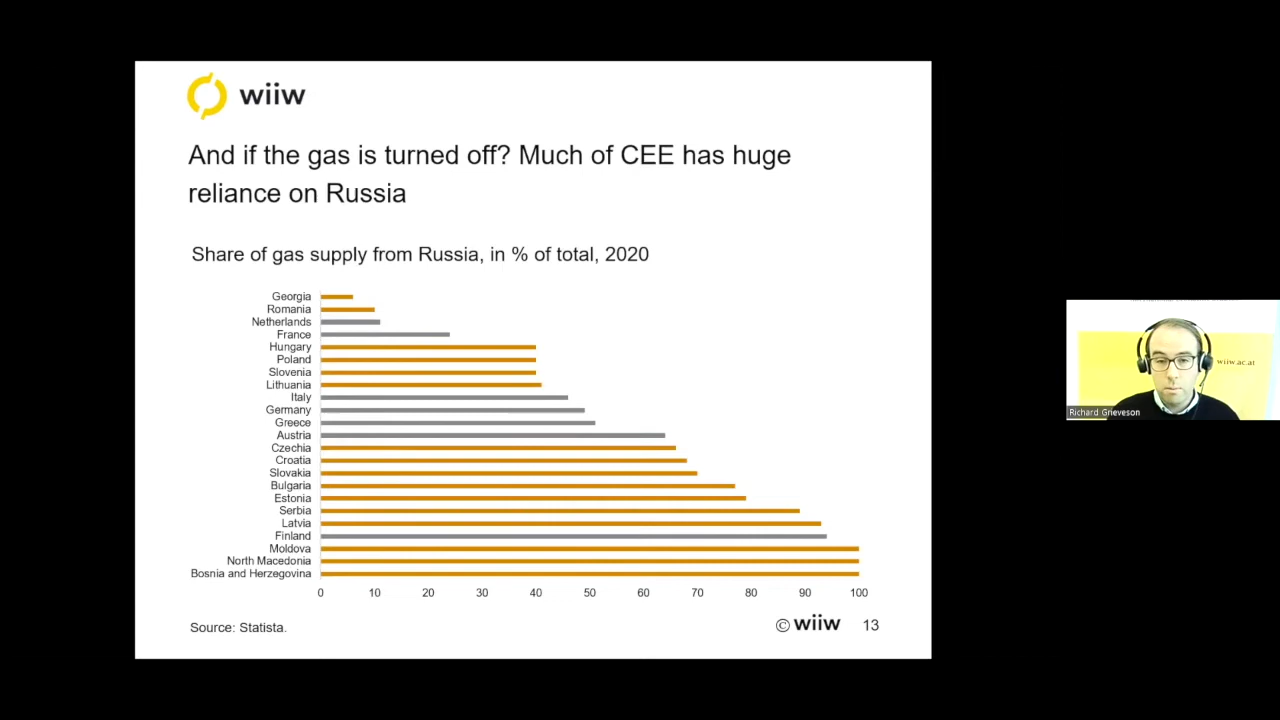 wiiw
And if the gas is turned off? Much of CEE has huge
reliance on Russia
Share of gas supply from Russia, in % of total, 2020
Georgia
Romania
Netherlands
France
Hungary
Poland
Slovenia
Lithuania
Italy
Germany
Greece
Austria
Czechia
Croatia
Slovakia
Bulgaria
Estonia
Serbia
Latvia
Finland
Moldova
North Macedonia
Bosnia and Herzegovina
0 10 20 30 40 50 60 70 80 90 100
Source: Statista.
© wiiw 13
wiiw.ac.at
Richard Grieveson